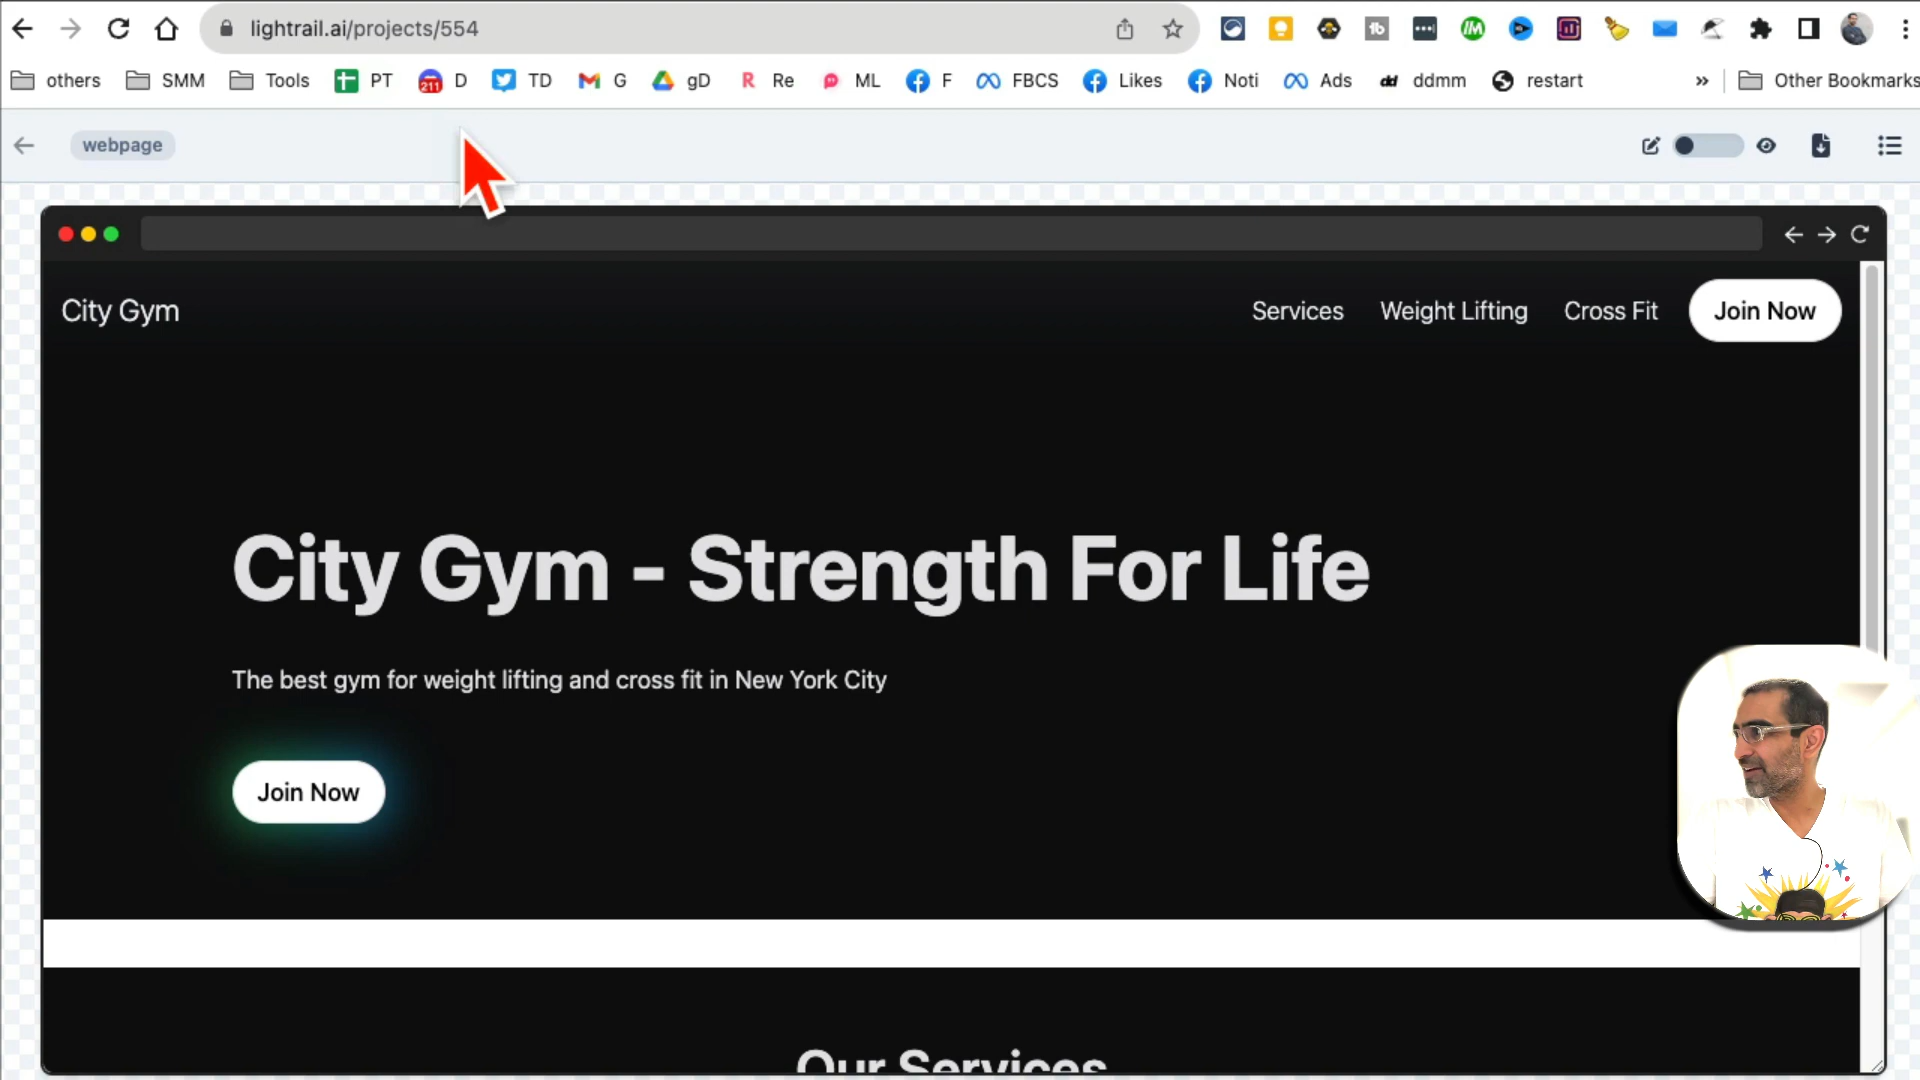 lightrail.ai/projects/554
others SMM Tools PT 211 D TD G gD R Re ML F FBCS Likes Noti Ads dd ddmm restart » Other Bookmarks
webpage
City Gym Services Weight Lifting Cross Fit Join Now
City Gym - Strength For Life
The best gym for weight lifting and cross fit in New York City
Join Now
Our Services